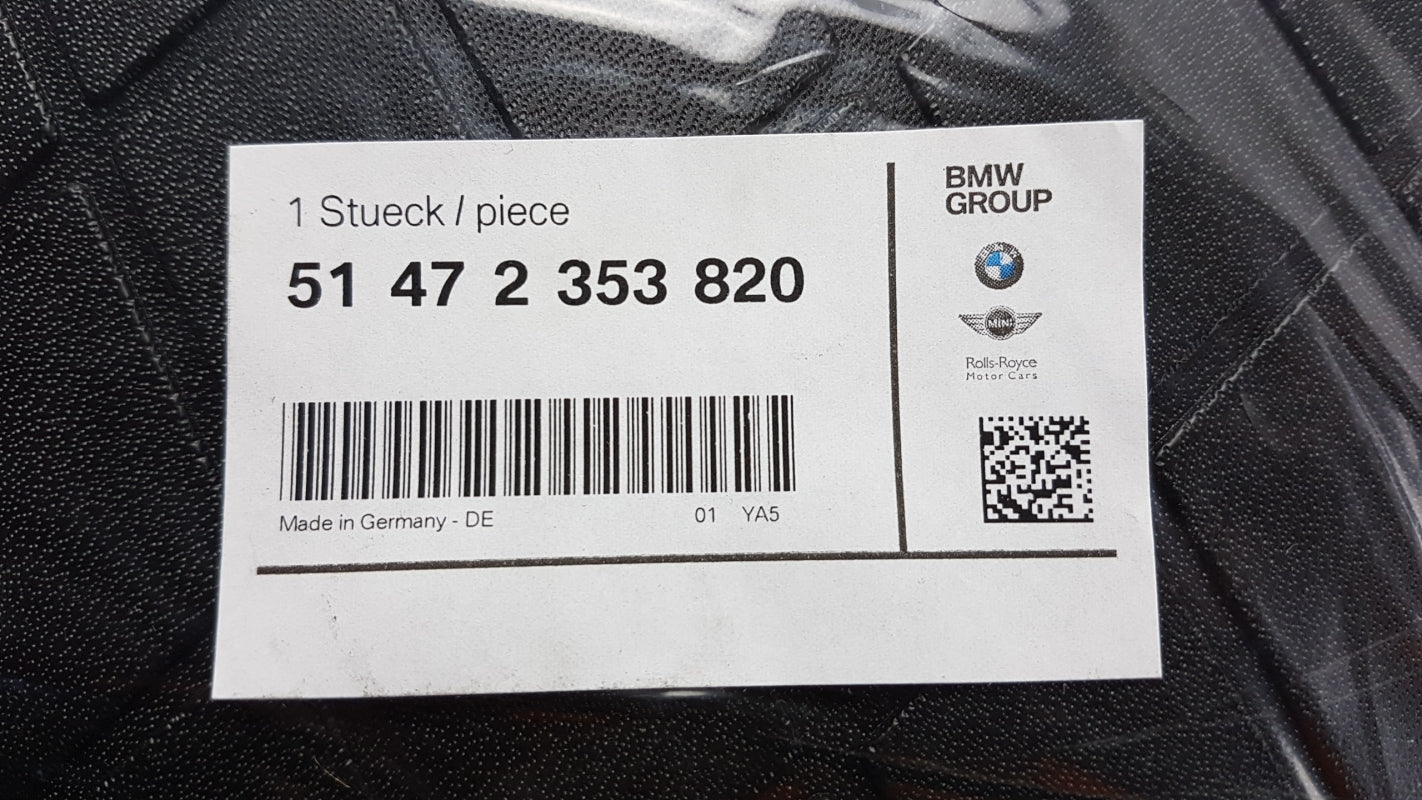 1 Stueck / piece
51 47 2 353 820
Made in Germany - DE
01 YA5
BMW
GROUP
MINI
Rolls-Royce
Motor Cars